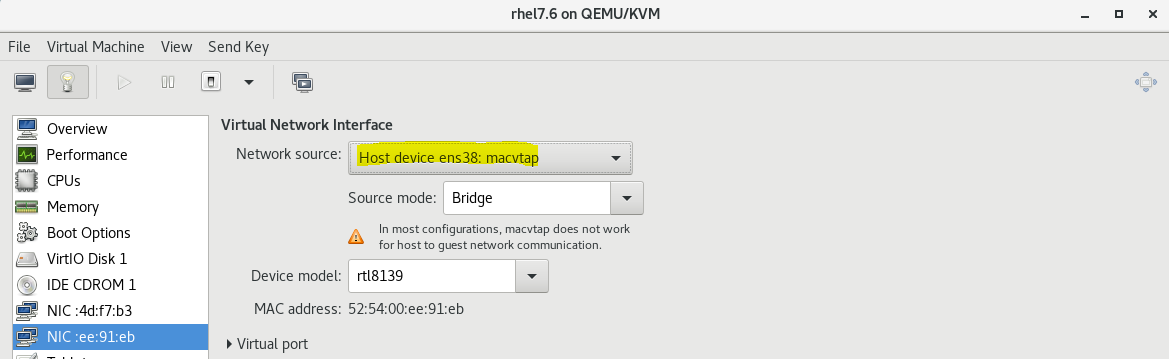 rhel7.6 on QEMU/KVM
File Virtual Machine View Send Key
Overview
Performance
CPUs
Memory
Boot Options
VirtIO Disk 1
IDE CDROM 1
NIC :4d:f7:b3
NIC :ee:91:eb
Virtual Network Interface
Network source: Host device ens38: macvtap
Source mode: Bridge
In most configurations, macvtap does not work
for host to guest network communication.
Device model: rtl8139
MAC address: 52:54:00:ee:91:eb
Virtual port